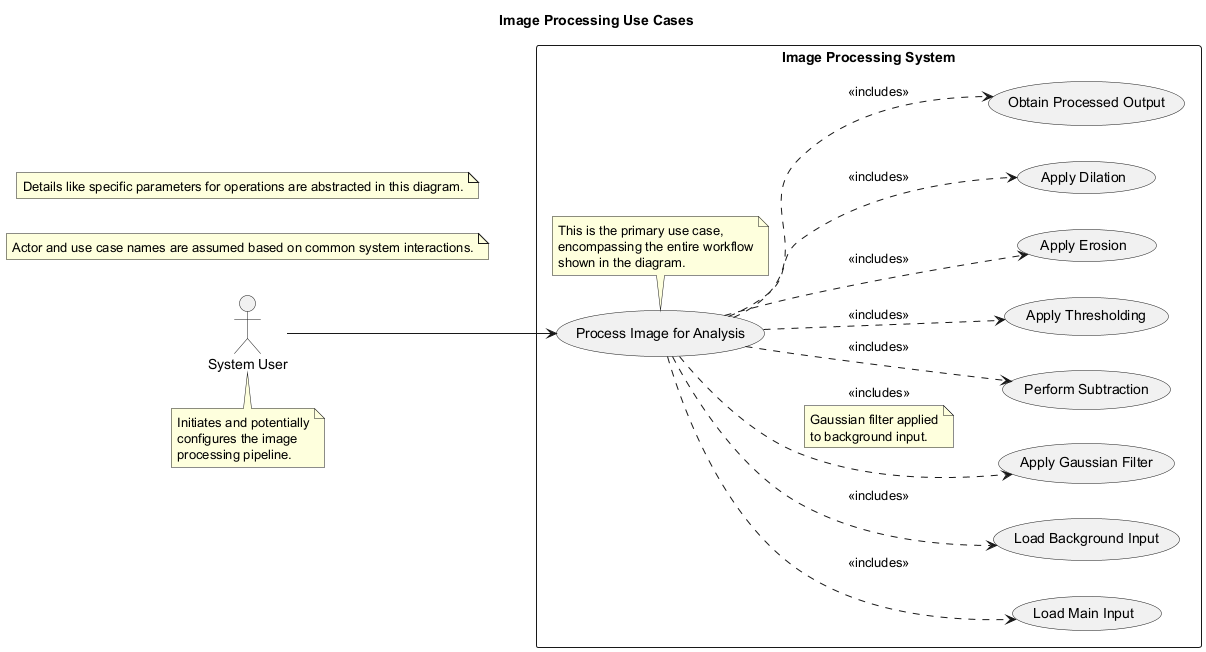 Image Processing Use Cases
Image Processing System
«includes»
Obtain Processed Output
Details like specific parameters for operations are abstracted in this diagram.
«includes»
Apply Dilation
This is the primary use case,
encompassing the entire workflow
shown in the diagram.
Actor and use case names are assumed based on common system interactions.
«includes»
Apply Erosion
«includes»
Apply Thresholding
System User
Process Image for Analysis
«includes»
Perform Subtraction
Initiates and potentially
configures the image
processing pipeline.
«includes»
Gaussian filter applied
to background input.
Apply Gaussian Filter
«includes»
Load Background Input
«includes»
Load Main Input